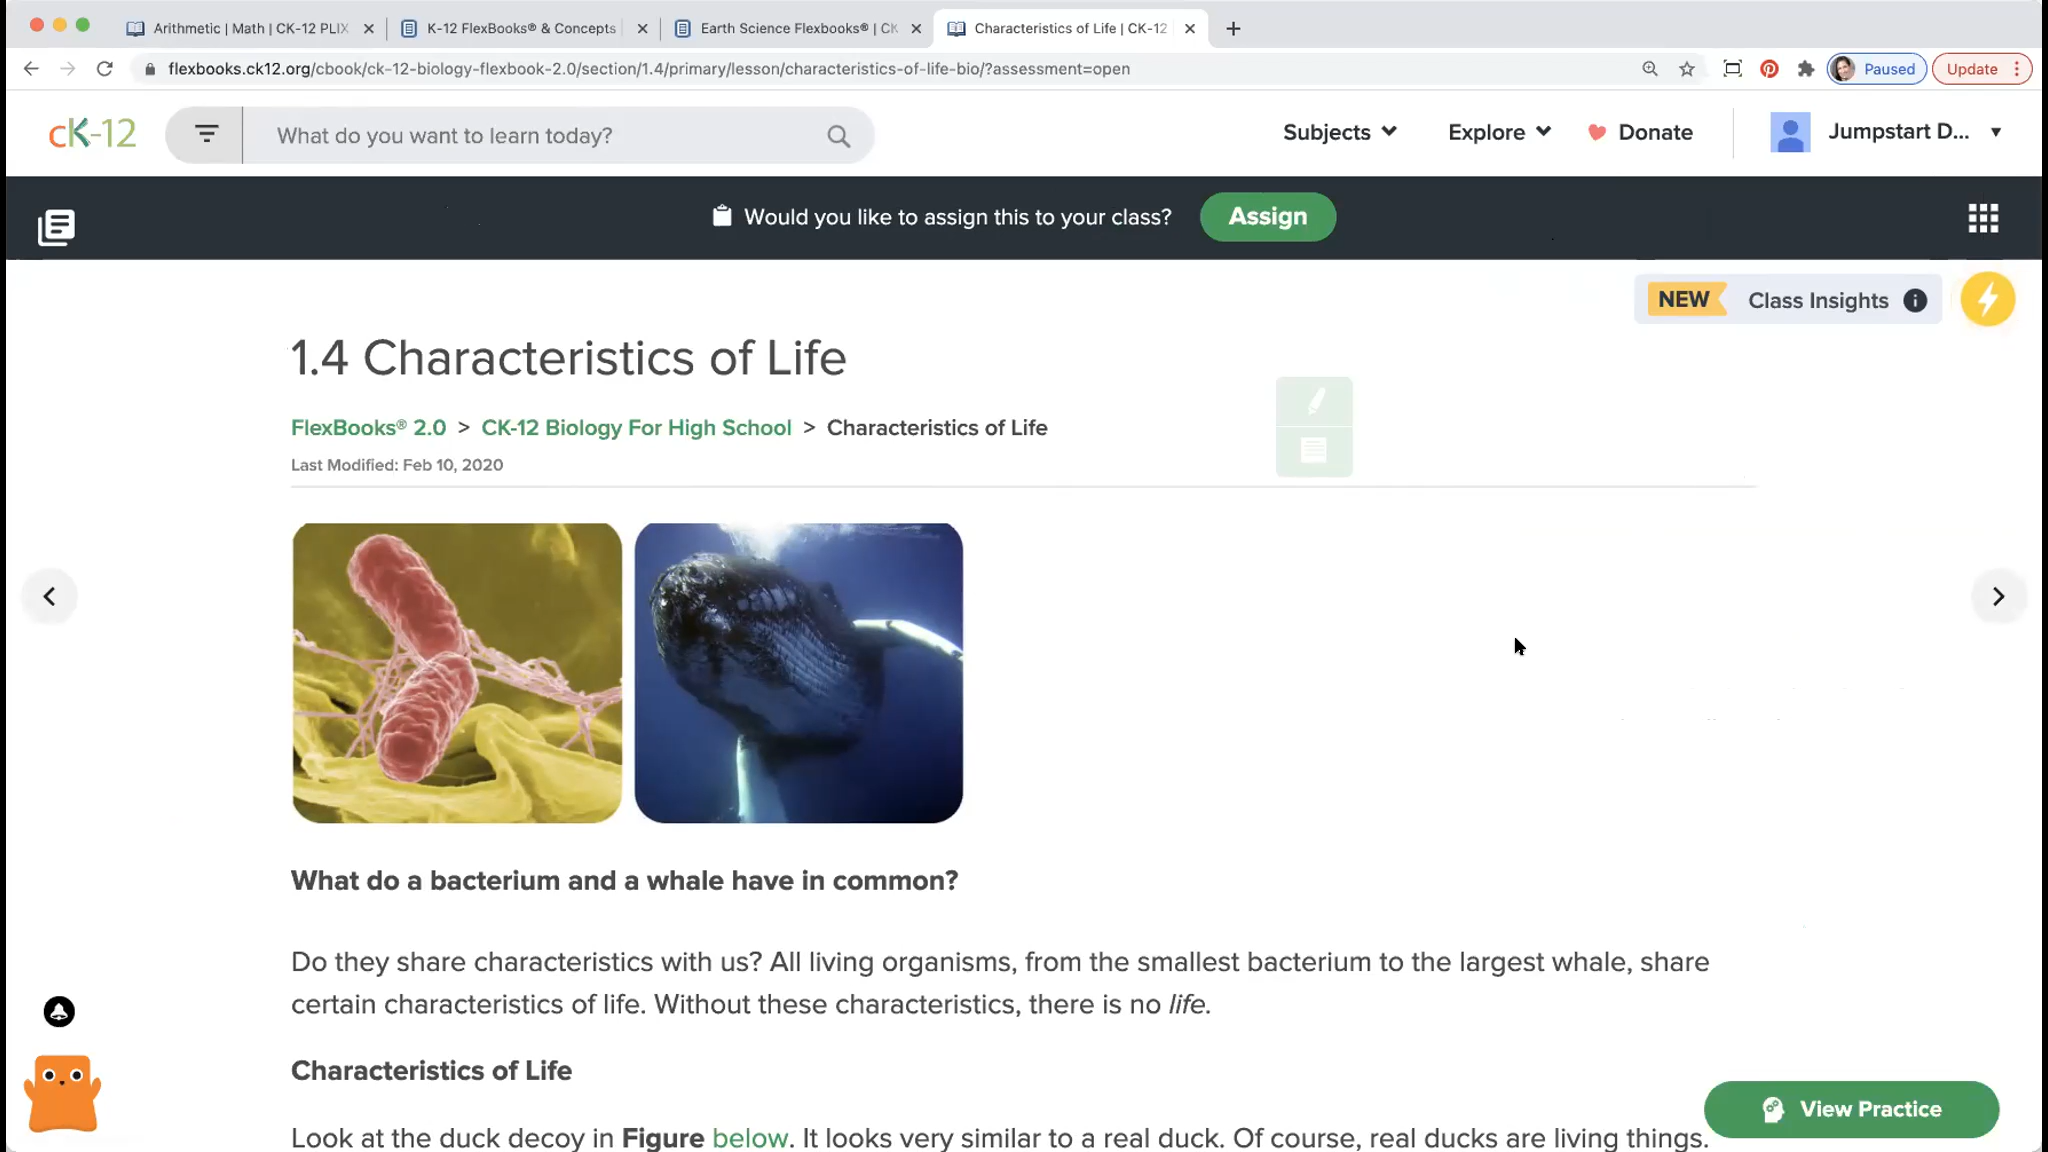 Arithmetic | Math | CK-12 PLIX
K-12 FlexBooks® & Concepts
Earth Science Flexbooks® | CK
Characteristics of Life | CK-12
flexbooks.ck12.org/cbook/ck-12-biology-flexbook-2.0/section/1.4/primary/lesson/characteristics-of-life-bio/?assessment=open
Paused
Update
cK-12
What do you want to learn today?
Subjects
Explore
Donate
Jumpstart D...
Would you like to assign this to your class?
Assign
NEW
Class Insights
1.4 Characteristics of Life
FlexBooks® 2.0 > CK-12 Biology For High School > Characteristics of Life
Last Modified: Feb 10, 2020
What do a bacterium and a whale have in common?
Do they share characteristics with us? All living organisms, from the smallest bacterium to the largest whale, share
certain characteristics of life. Without these characteristics, there is no life.
Characteristics of Life
Look at the duck decoy in Figure below. It looks very similar to a real duck. Of course, real ducks are living things.
View Practice